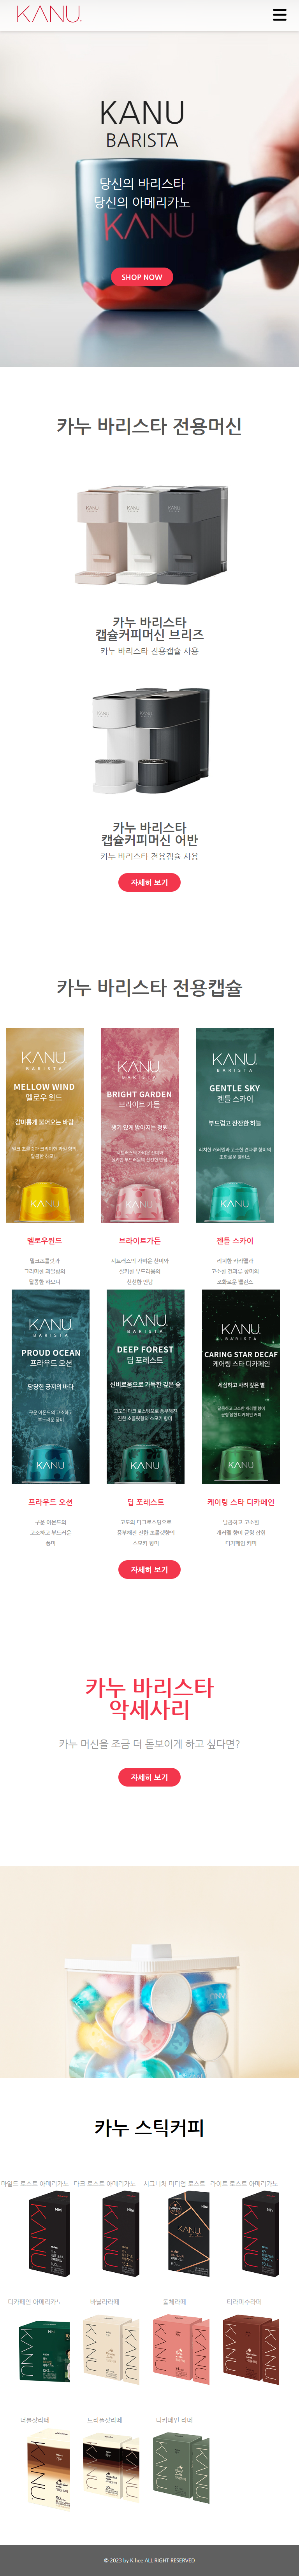 KANU.
KANU
BARISTA
당신의 바리스타
당신의 아메리카노
KANU
SHOP NOW
카누 바리스타 전용머신
카누 바리스타
캡슐커피머신 브리즈
카누 바리스타 전용캡슐 사용
카누 바리스타
캡슐커피머신 어반
카누 바리스타 전용캡슐 사용
자세히 보기
카누 바리스타 전용캡슐
KANU.
BARISTA
MELLOW WIND
멜로우 윈드
감미롭게 불어오는 바람
KANU
KANU.
BARISTA
BRIGHT GARDEN
브라이트 가든
생기 있게 밝아지는 정원
KANU
KANU.
BARISTA
GENTLE SKY
젠틀 스카이
부드럽고 잔잔한 하늘
KANU
멜로우윈드
밀크초콜릿과
크리미한 과일향의
달콤한 하모니
브라이트가든
시트러스의 가벼운 산미와
실키한 부드러움의
신선한 만남
젠틀 스카이
리치한 캬라멜과
고소한 견과류 향미의
조화로운 밸런스
KANU.
BARISTA
PROUD OCEAN
프라우드 오션
당당한 긍지의 바다
KANU
KANU.
BARISTA
DEEP FOREST
딥 포레스트
신비로움으로 가득한 깊은 숲
KANU
KANU.
BARISTA
CARING STAR DECAF
케어링 스타 디카페인
세심하고 사려 깊은 별
KANU
프라우드 오션
구운 아몬드의
고소하고 부드러운
풍미
딥 포레스트
고도의 다크로스팅으로
풍부해진 진한 초콜렛향의
스모키 향미
케어링 스타 디카페인
달콤하고 고소한
캐러멜 향이 균형 잡힌
디카페인 커피
자세히 보기
카누 바리스타
악세사리
카누 머신을 조금 더 돋보이게 하고 싶다면?
자세히 보기
카누 스틱커피
마일드 로스트 아메리카노
다크 로스트 아메리카노
시그니처 미디엄 로스트
라이트 로스트 아메리카노
KANU
KANU
KANU
KANU
디카페인 아메리카노
바닐라라떼
돌체라떼
티라미수라떼
KANU
KANU
KANU
KANU
더블샷라떼
트리플샷라떼
디카페인 라떼
KANU
KANU
KANU
© 2023 by K.hee ALL RIGHT RESERVED